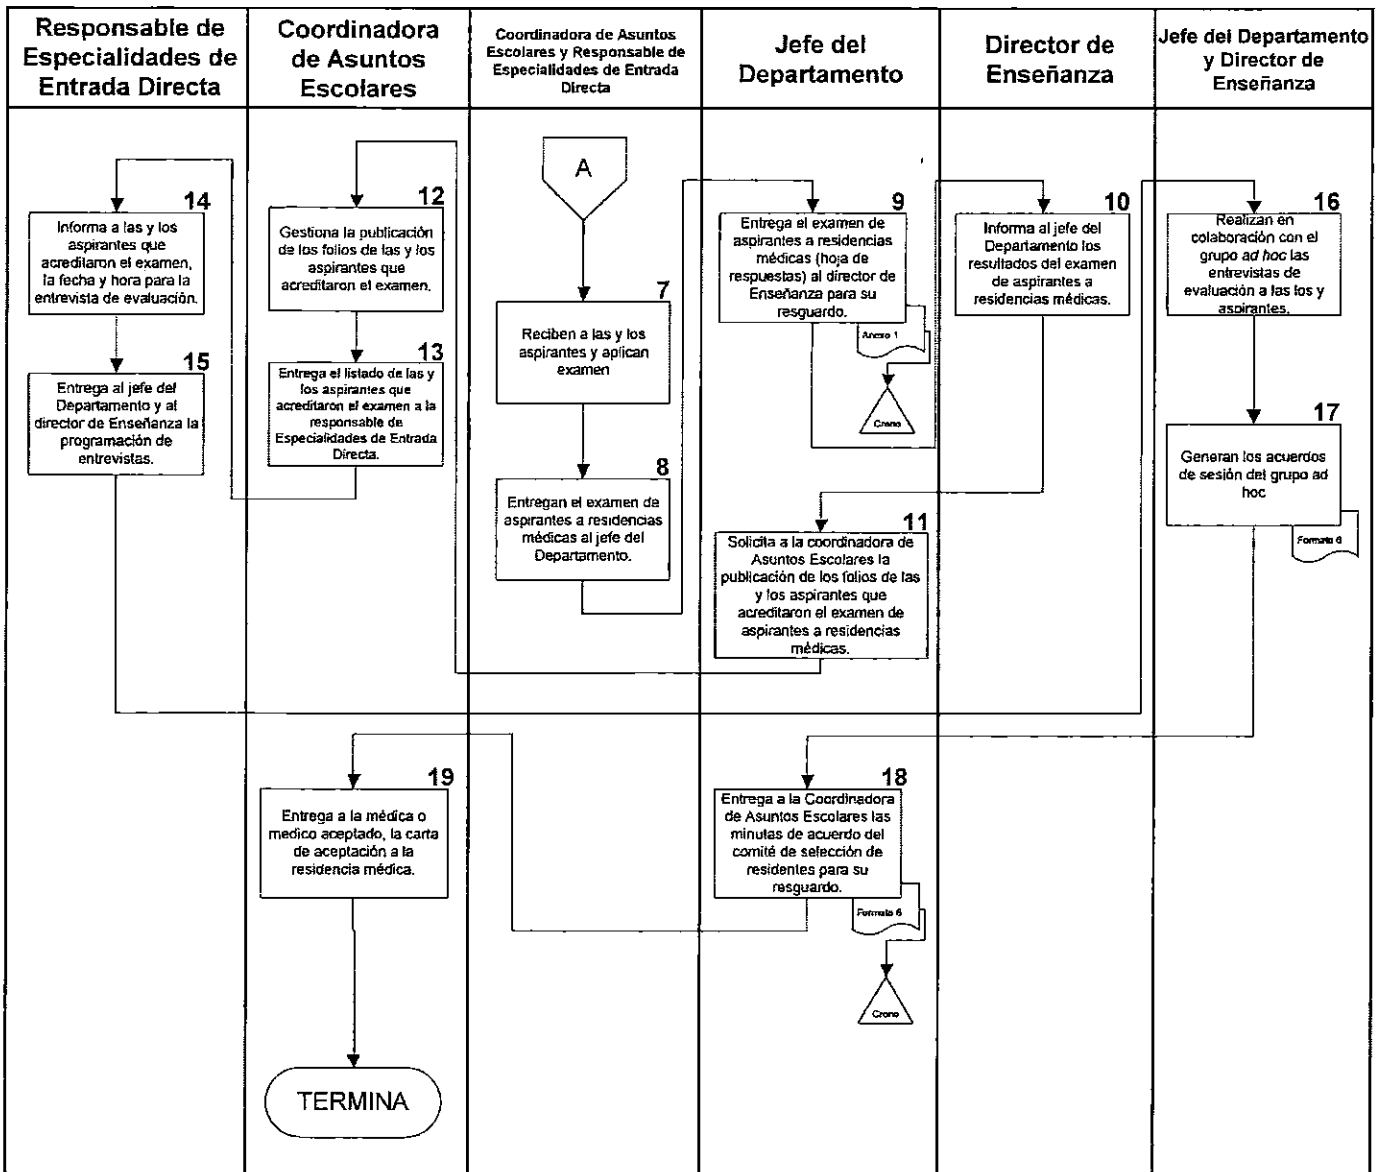 Responsable de
Especialidades de
Entrada Directa
Coordinadora
de Asuntos
Escolares
Coordinadora de Asuntos
Escolares y Responsable de
Especialidades de Entrada
Directa
Jefe del
Departamento
Director de
Enseñanza
Jefe del Departamento
y Director de
Enseñanza
A
7
Reciben a las y los
aspirantes y aplican
examen
8
Entregan el examen de
aspirantes a residencias
médicas al jefe del
Departamento.
9
Entrega el examen de
aspirantes a residencias
médicas (hoja de
respuestas) al director de
Enseñanza para su
resguardo.
Anexo 1
Crono
10
Informa al jefe del
Departamento los
resultados del examen
de aspirantes a
residencias médicas.
11
Solicita a la coordinadora de
Asuntos Escolares la
publicación de los folios de las
y los aspirantes que
acreditaron el examen de
aspirantes a residencias
médicas.
12
Gestiona la publicación
de los folios de las y los
aspirantes que
acreditaron el examen.
13
Entrega el listado de las y
los aspirantes que
acreditaron el examen a la
responsable de
Especialidades de Entrada
Directa.
14
Informa a las y los
aspirantes que
acreditaron el examen,
la fecha y hora para la
entrevista de evaluación.
15
Entrega al jefe del
Departamento y al
director de Enseñanza la
programación de
entrevistas.
16
Realizan en
colaboración con el
grupo ad hoc las
entrevistas de
evaluación a las los y
aspirantes.
17
Generan los acuerdos
de sesión del grupo ad
hoc
Formato 6
18
Entrega a la Coordinadora
de Asuntos Escolares las
minutas de acuerdo del
comité de selección de
residentes para su
resguardo.
Formato 6
Crono
19
Entrega a la médica o
medico aceptado, la carta
de aceptación a la
residencia médica.
TERMINA